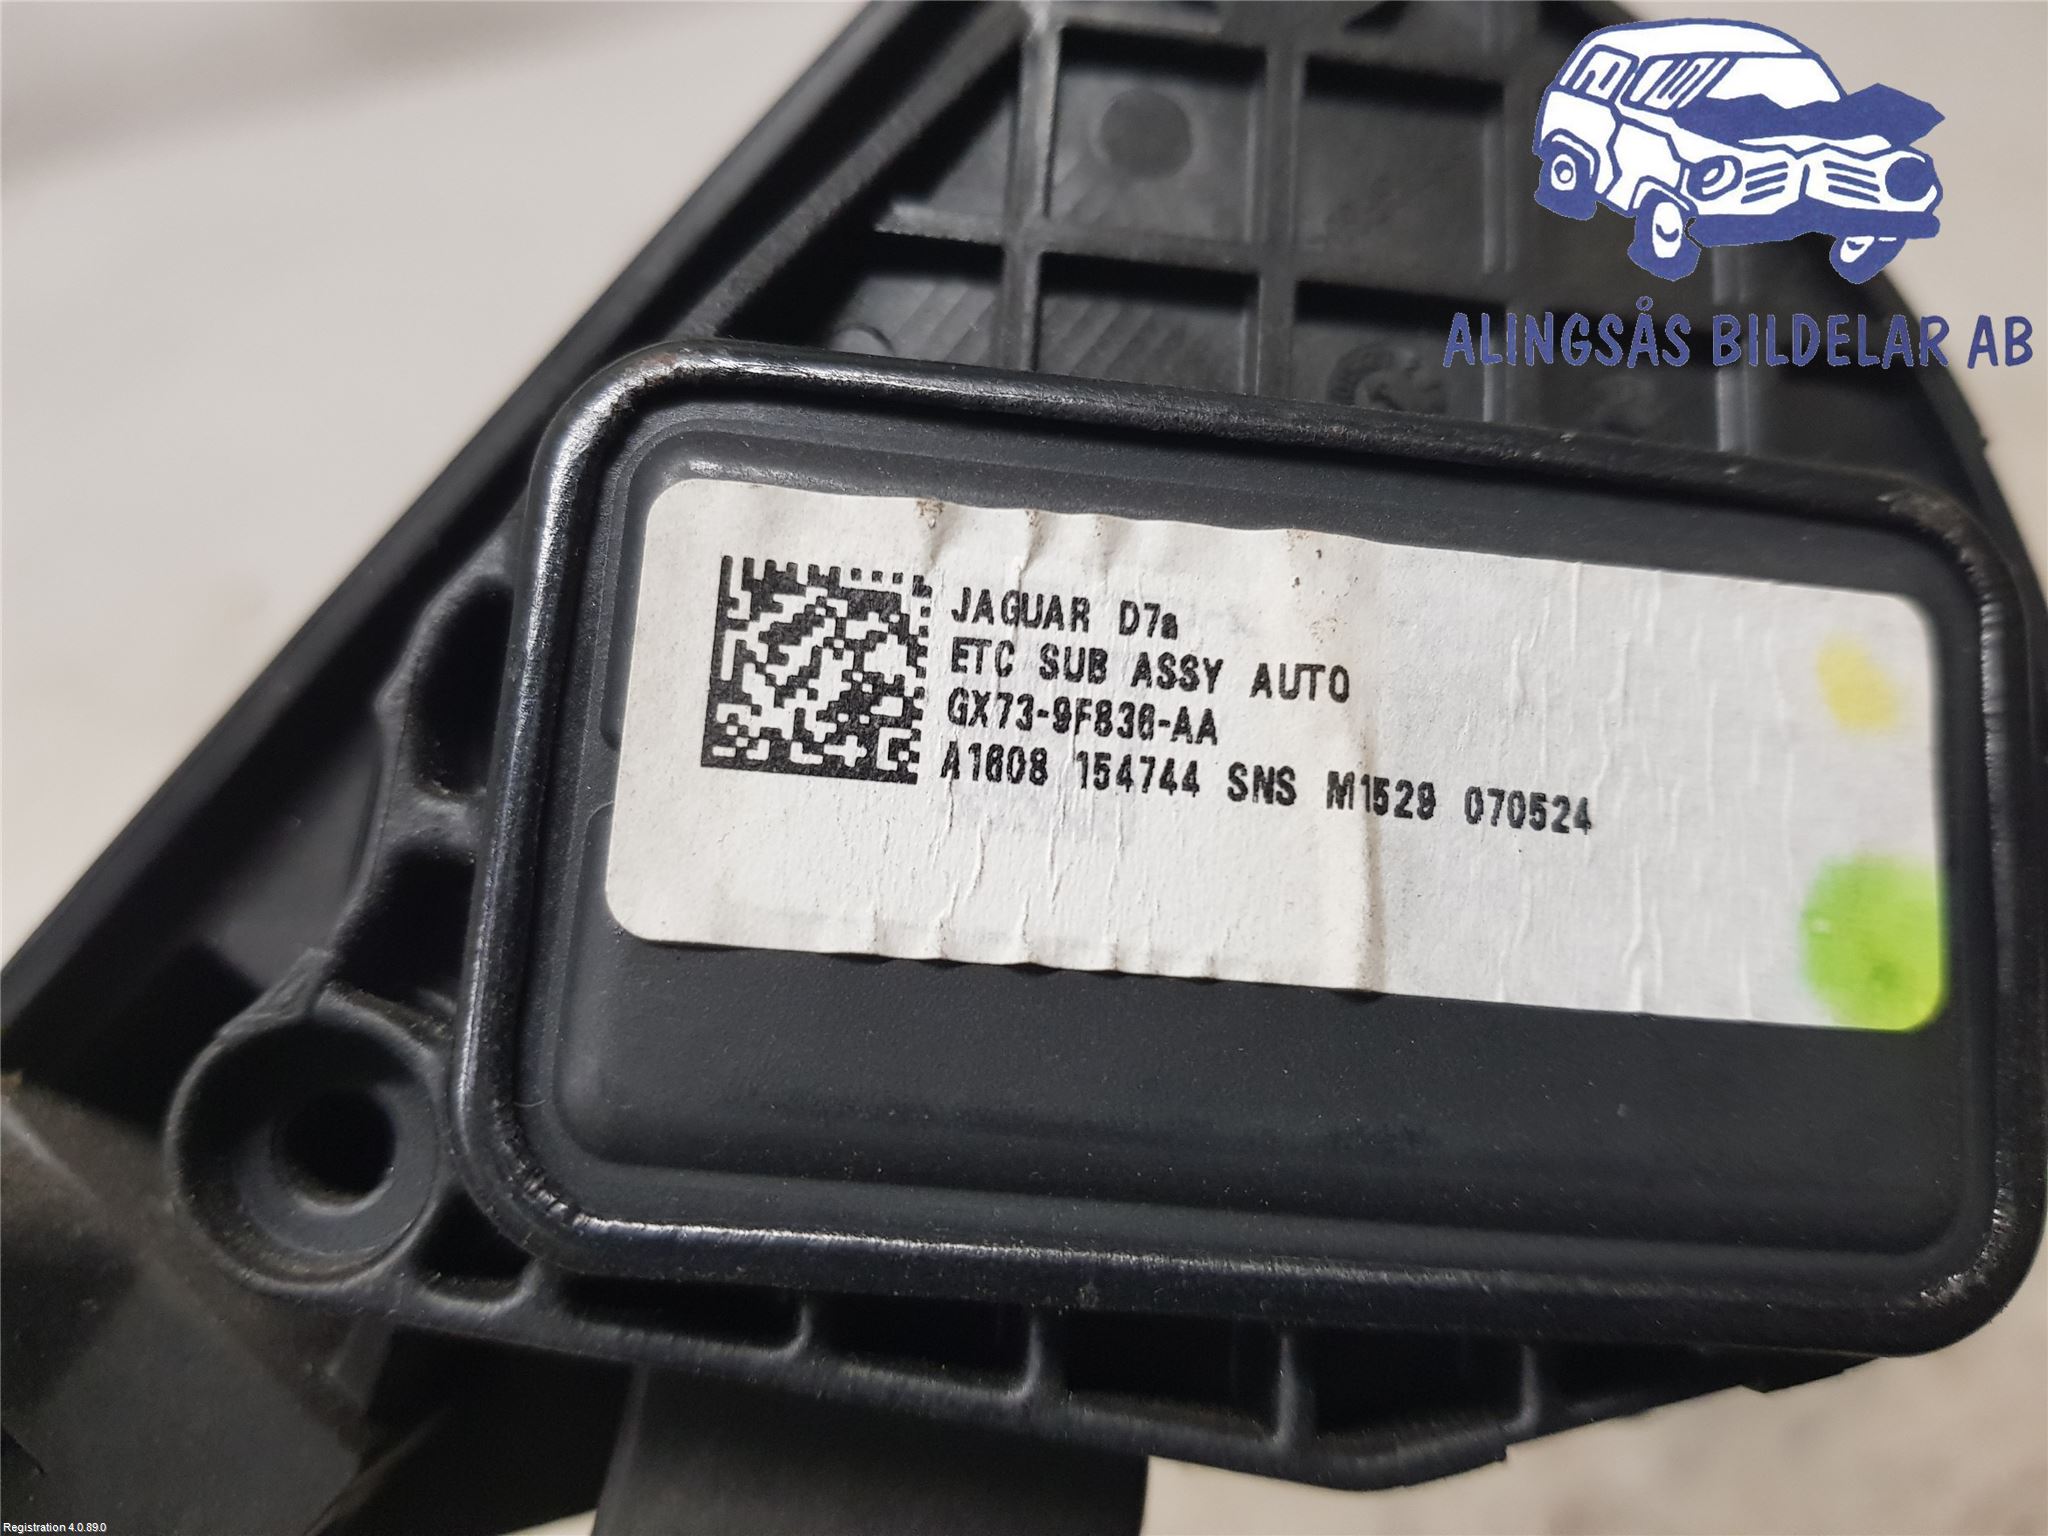 ALINGSÅS BILDELAR AB
JAGUAR D7a
ETC SUB ASSY AUTO
GX73-9F836-AA
A1608 154744 SNS M1529 070524
Registration 4.0.89.0